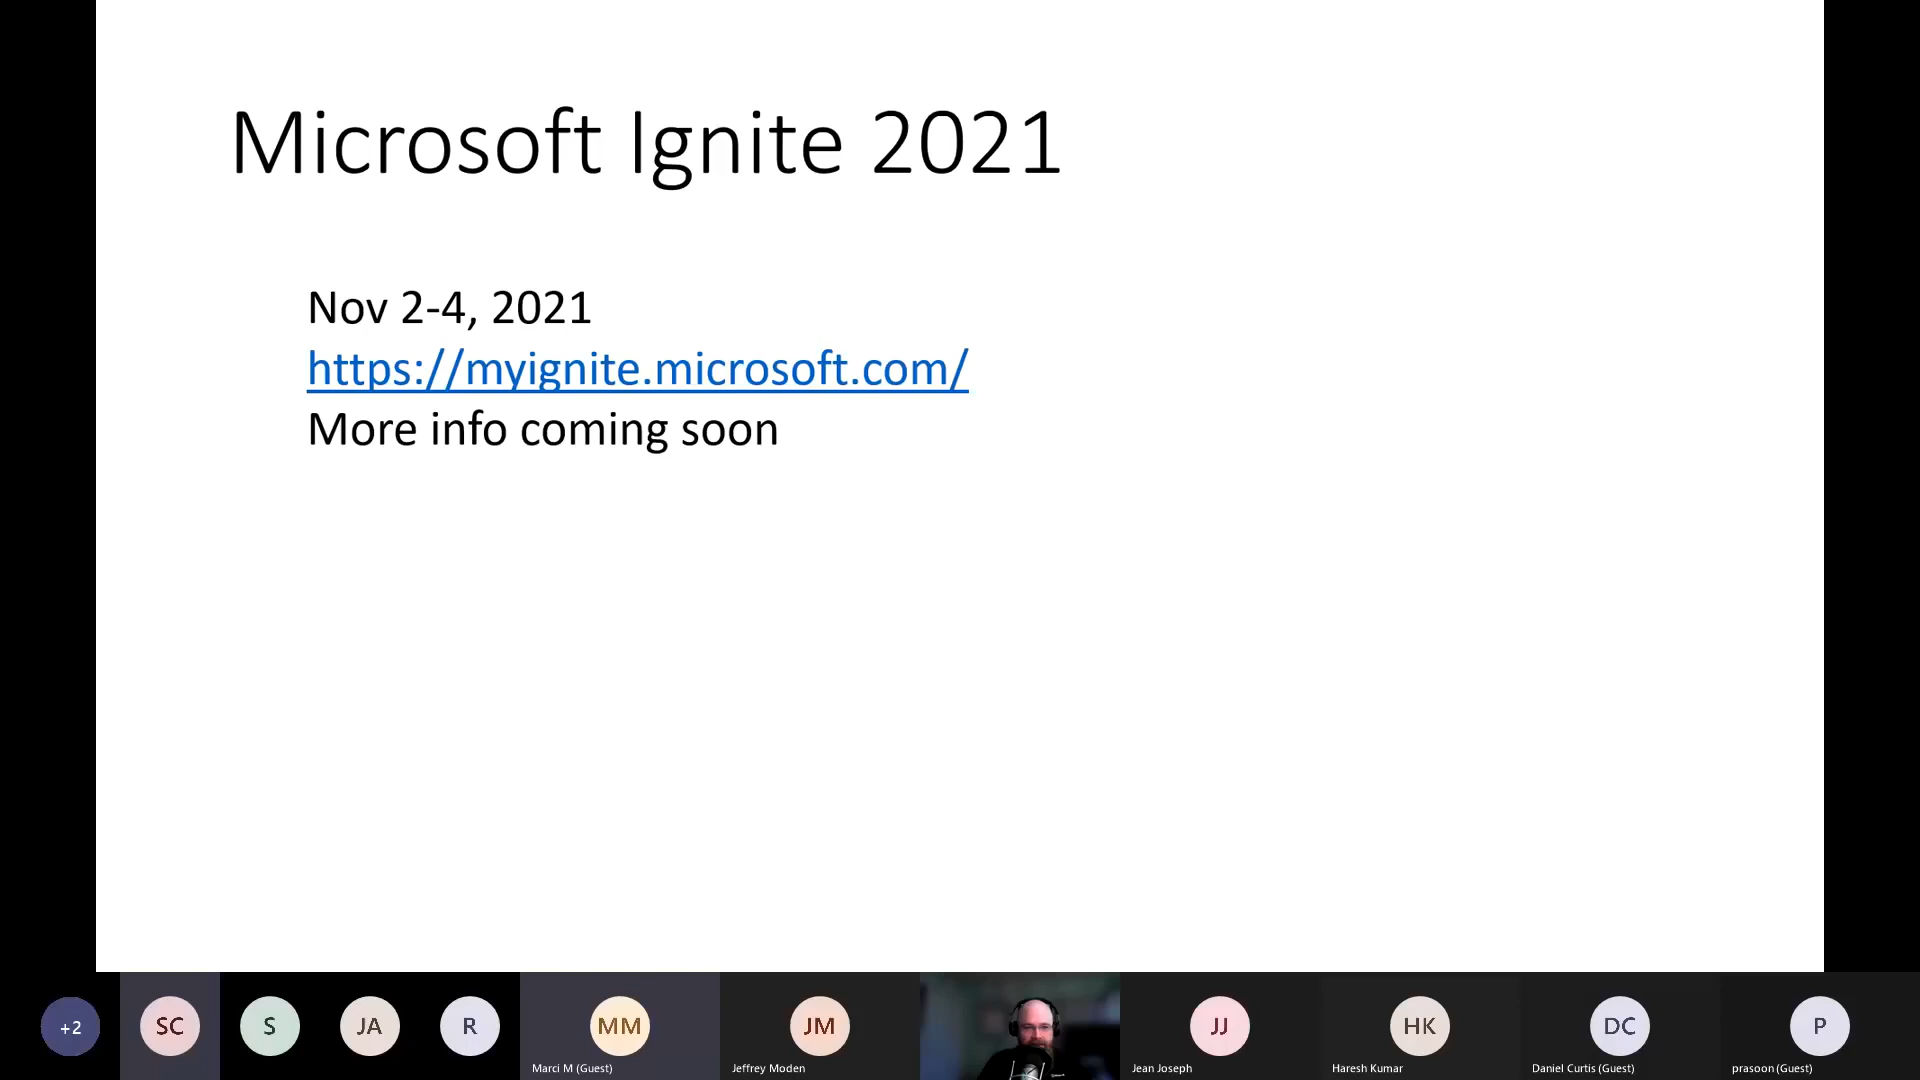 Microsoft Ignite 2021
Nov 2-4, 2021
https://myignite.microsoft.com/
More info coming soon
+2
SC
S
JA
R
MM
Marci M (Guest)
JM
Jeffrey Moden
JJ
Jean Joseph
HK
Haresh Kumar
DC
Daniel Curtis (Guest)
P
prasoon (Guest)